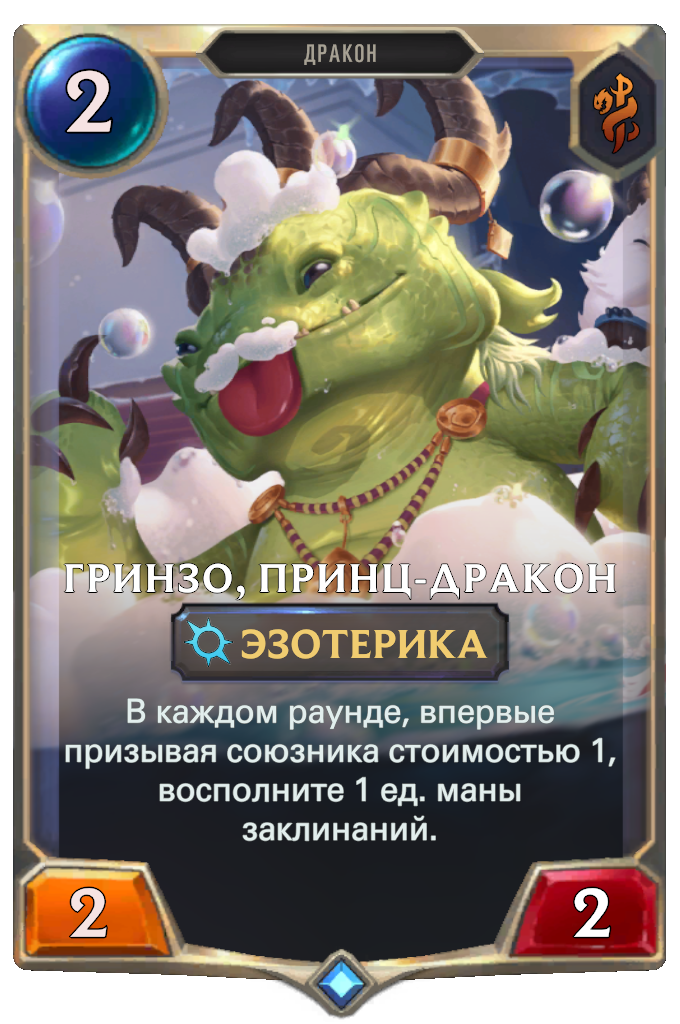 2
ДРАКОН
ГРИНЗО, ПРИНЦ-ДРАКОН
ЭЗОТЕРИКА
В каждом раунде, впервые
призывая союзника стоимостью 1,
восполните 1 ед. маны
заклинаний.
2
2